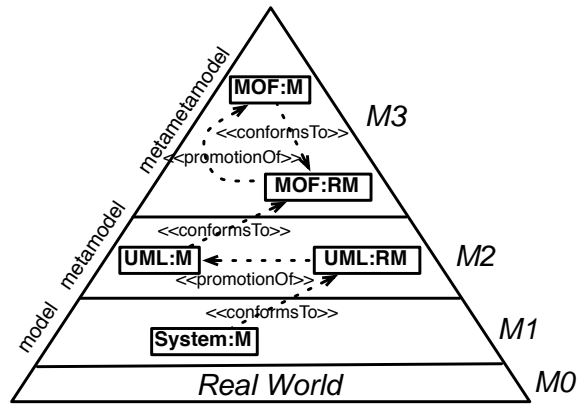 MOF:M
M3
metametamodel
<<conformsTo>>
<<promotionOf>>
MOF:RM
<<conformsTo>>
metamodel
UML:M
UML:RM
M2
<<promotionOf>>
<<conformsTo>>
model
System:M
M1
Real World
M0